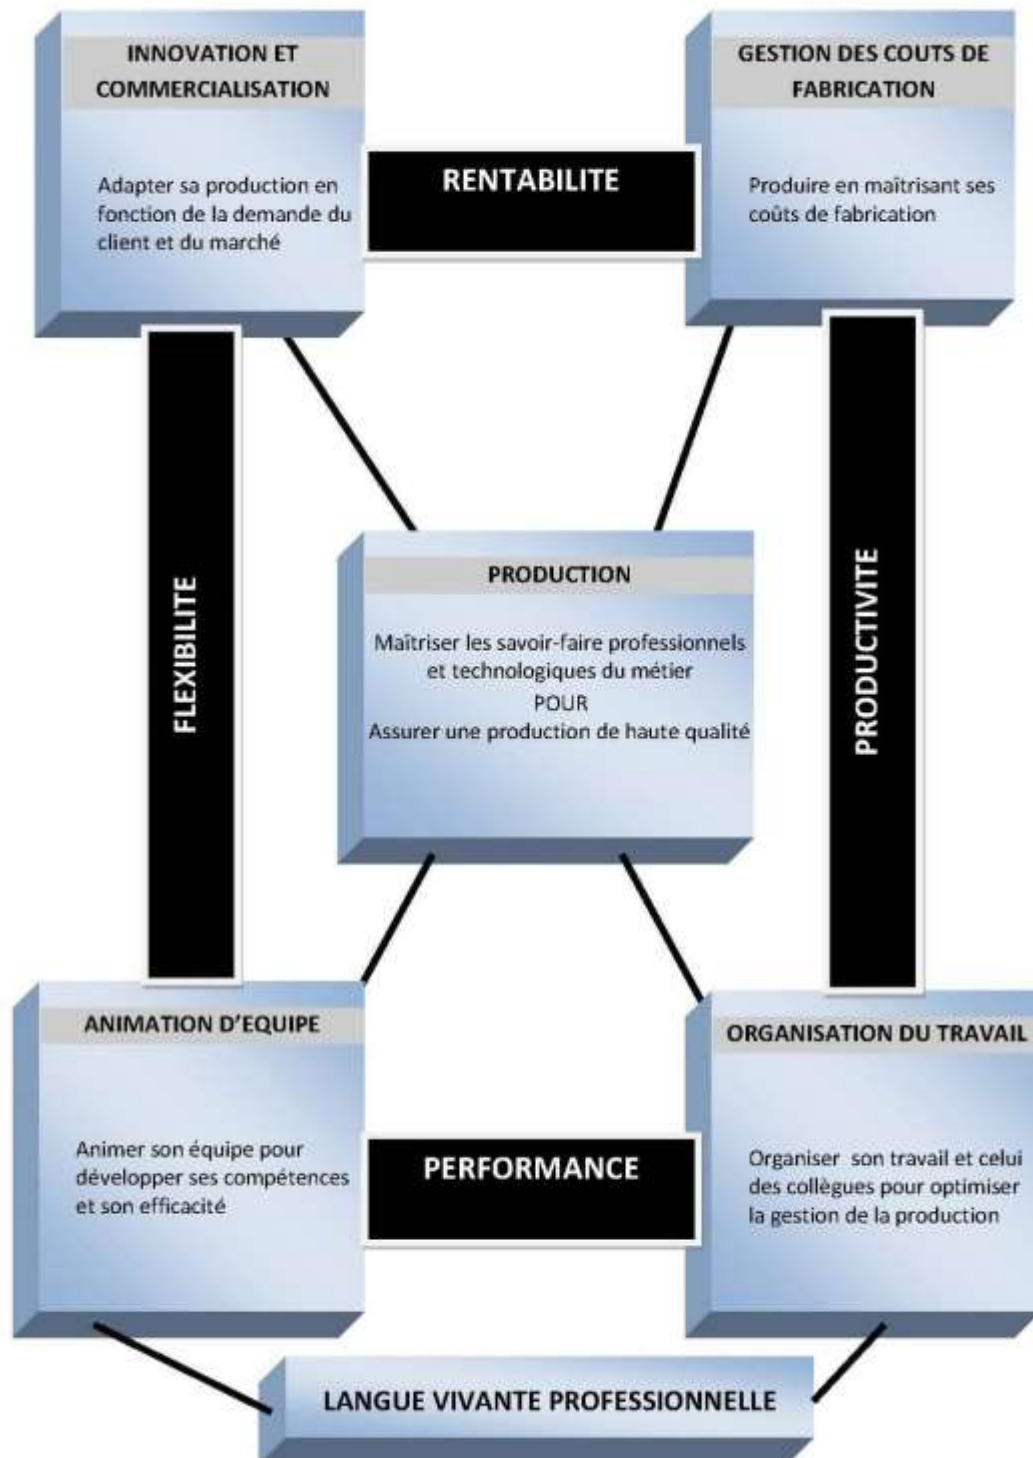 INNOVATION ET
COMMERCIALISATION
Adapter sa production en
fonction de la demande du
client et du marché
RENTABILITE
GESTION DES COUTS DE
FABRICATION
Produire en maîtrisant ses
coûts de fabrication
FLEXIBILITE
PRODUCTION
Maîtriser les savoir-faire professionnels
et technologiques du métier
POUR
Assurer une production de haute qualité
PRODUCTIVITE
ANIMATION D’EQUIPE
Animer son équipe pour
développer ses compétences
et son efficacité
PERFORMANCE
ORGANISATION DU TRAVAIL
Organiser son travail et celui
des collègues pour optimiser
la gestion de la production
LANGUE VIVANTE PROFESSIONNELLE